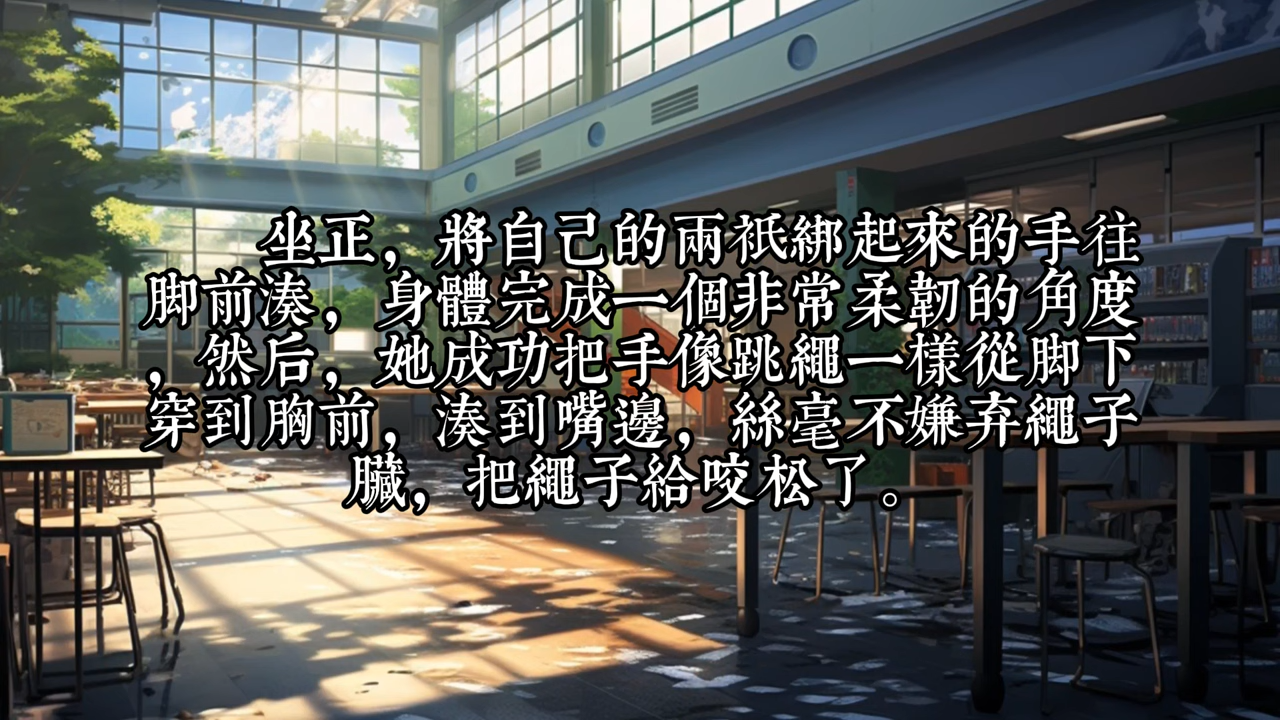 坐正，將自己的兩祇綁起來的手往
脚前湊，身體完成一個非常柔韌的角度
，然后，她成功把手像跳繩一樣從脚下
穿到胸前，湊到嘴邊，絲毫不嫌弃繩子
臟，把繩子給咬松了。